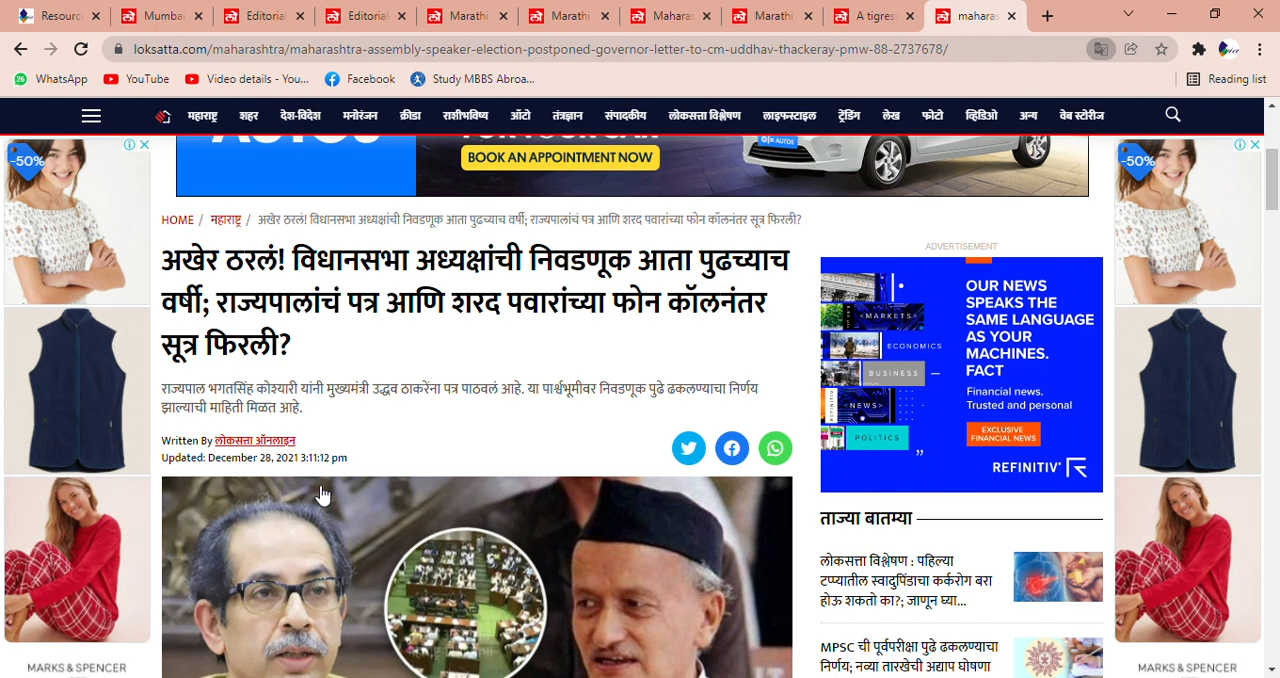 Resourc
Mumbai
Editorial
Editorial
Marathi
Marathi
Maharas
Marathi
A tigress
maharas
loksatta.com/maharashtra/maharashtra-assembly-speaker-election-postponed-governor-letter-to-cm-uddhav-thackeray-pmw-88-2737678/
26 WhatsApp YouTube Video details - You... Facebook Study MBBS Abroa... Reading list
महाराष्ट्र शहर देश-विदेश मनोरंजन क्रीडा राशीभविष्य ऑटो तंत्रज्ञान संपादकीय लोकसत्ता विश्लेषण लाइफस्टाइल ट्रेंडिंग लेख फोटो व्हिडिओ अन्य वेब स्टोरीज
-50%
AUTOS
FOR YOUR CAR
BOOK AN APPOINTMENT NOW
AUTOS
-50%
HOME / महाराष्ट्र / अखेर ठरलं! विधानसभा अध्यक्षांची निवडणूक आता पुढच्याच वर्षी; राज्यपालांचं पत्र आणि शरद पवारांच्या फोन कॉलनंतर सूत्र फिरली?
अखेर ठरलं! विधानसभा अध्यक्षांची निवडणूक आता पुढच्याच
वर्षी; राज्यपालांचं पत्र आणि शरद पवारांच्या फोन कॉलनंतर
सूत्र फिरली?
राज्यपाल भगतसिंह कोश्यारी यांनी मुख्यमंत्री उद्धव ठाकरेंना पत्र पाठवलं आहे. या पार्श्वभूमीवर निवडणूक पुढे ढकलण्याचा निर्णय
झाल्याची माहिती मिळत आहे.
Written By लोकसत्ता ऑनलाइन
Updated: December 28, 2021 3:11:12 pm
ADVERTISEMENT
<MARKETS>
ECONOMICS
BUSINESS
<NEWS>
POLITICS
OUR NEWS
SPEAKS THE
SAME LANGUAGE
AS YOUR
MACHINES.
FACT
Financial news.
Trusted and personal
EXCLUSIVE
FINANCIAL NEWS
REFINITIV
ताज्या बातम्या
लोकसत्ता विश्लेषण : पहिल्या
टप्प्यातील स्वादुपिंडाचा कर्करोग बरा
होऊ शकतो का?; जाणून घ्या...
MPSC ची पूर्वपरीक्षा पुढे ढकलण्याचा
निर्णय; नव्या तारखेची अद्याप घोषणा
MARKS & SPENCER
MARKS & SPENCER